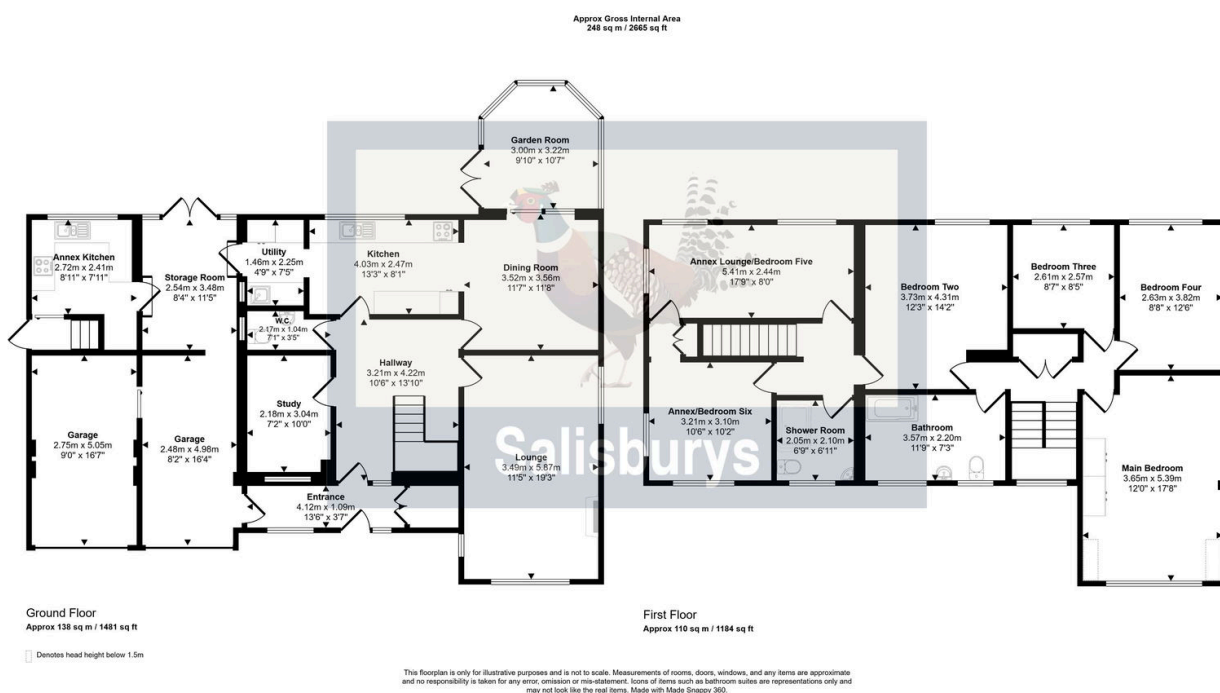 Approx Gross Internal Area
248 sq m / 2665 sq ft
Garden Room
3.00m x 3.22m
9'10" x 10'7"
Annex Kitchen
2.72m x 2.41m
8'11" x 7'11"
Storage Room
2.54m x 3.48m
8'4" x 11'5"
Utility
1.46m x 2.25m
4'9" x 7'5"
Kitchen
4.03m x 2.47m
13'3" x 8'1"
Dining Room
3.52m x 3.56m
11'7" x 11'8"
W.C.
2.17m x 1.04m
7'1" x 3'5"
Hallway
3.21m x 4.22m
10'6" x 13'10"
Study
2.18m x 3.04m
7'2" x 10'0"
Garage
2.75m x 5.05m
9'0" x 16'7"
Garage
2.48m x 4.98m
8'2" x 16'4"
Lounge
3.49m x 5.87m
11'5" x 19'3"
Entrance
4.12m x 1.09m
13'6" x 3'7"
Annex Lounge/Bedroom Five
5.41m x 2.44m
17'9" x 8'0"
Bedroom Two
3.73m x 4.31m
12'3" x 14'2"
Bedroom Three
2.61m x 2.57m
8'7" x 8'5"
Bedroom Four
2.63m x 3.82m
8'8" x 12'6"
Annex/Bedroom Six
3.21m x 3.10m
10'6" x 10'2"
Shower Room
2.05m x 2.10m
6'9" x 6'11"
Bathroom
3.57m x 2.20m
11'9" x 7'3"
Main Bedroom
3.65m x 5.39m
12'0" x 17'8"
Salisburys
Ground Floor
Approx 138 sq m / 1481 sq ft
Denotes head height below 1.5m
First Floor
Approx 110 sq m / 1184 sq ft
This floorplan is only for illustrative purposes and is not to scale. Measurements of rooms, doors, windows, and any items are approximate
and no responsibility is taken for any error, omission or mis-statement. Icons of items such as bathroom suites are representations only and
may not look like the real items. Made with Made Snappy 360.